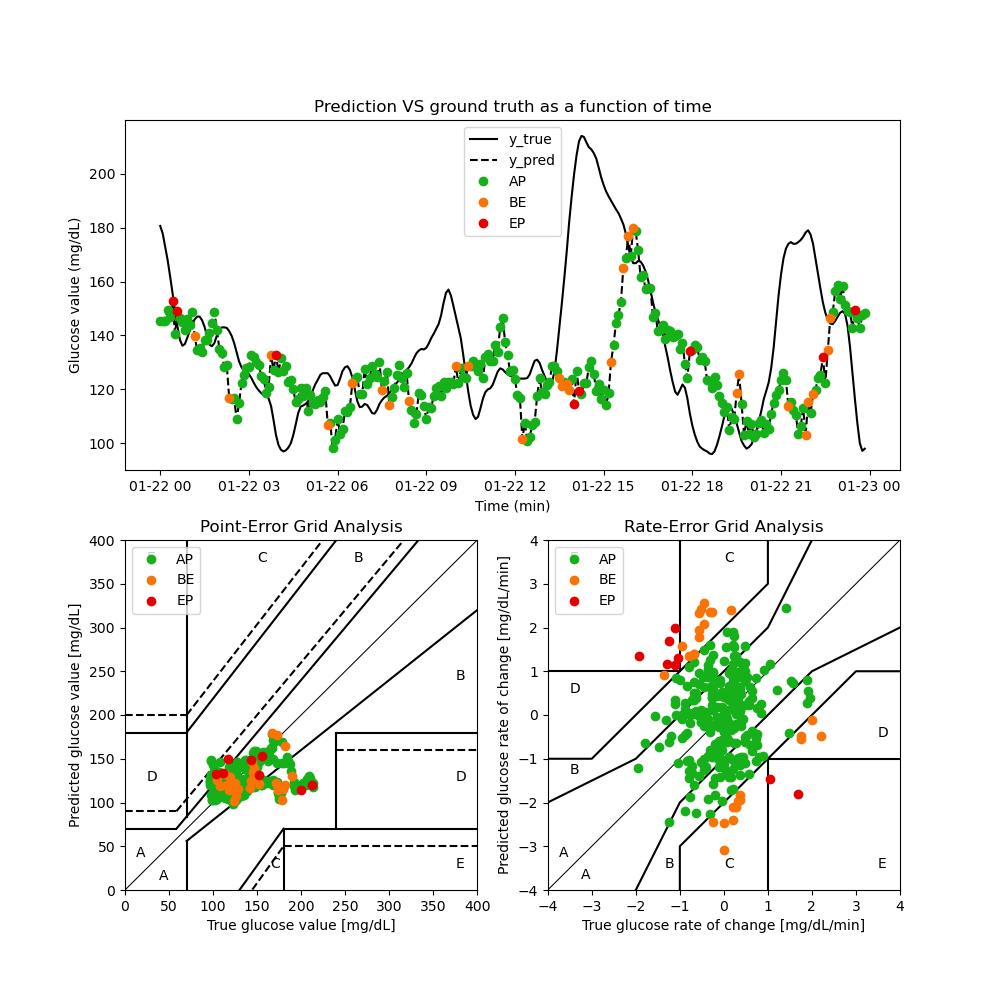 Prediction VS ground truth as a function of time
Glucose value (mg/dL)
200
180
160
140
120
100
y_true
y_pred
AP
BE
EP
01-22 00 01-22 03 01-22 06 01-22 09 01-22 12 01-22 15 01-22 18 01-22 21 01-23 00
Time (min)
Point-Error Grid Analysis
Predicted glucose value [mg/dL]
400
350
300
250
200
150
100
50
0
AP
BE
EP
C
B
B
D
D
A
A
C
E
0 50 100 150 200 250 300 350 400
True glucose value [mg/dL]
Rate-Error Grid Analysis
Predicted glucose rate of change [mg/dL/min]
4
3
2
1
0
−1
−2
−3
−4
AP
BE
EP
C
D
D
B
A
A
B
C
E
−4 −3 −2 −1 0 1 2 3 4
True glucose rate of change [mg/dL/min]